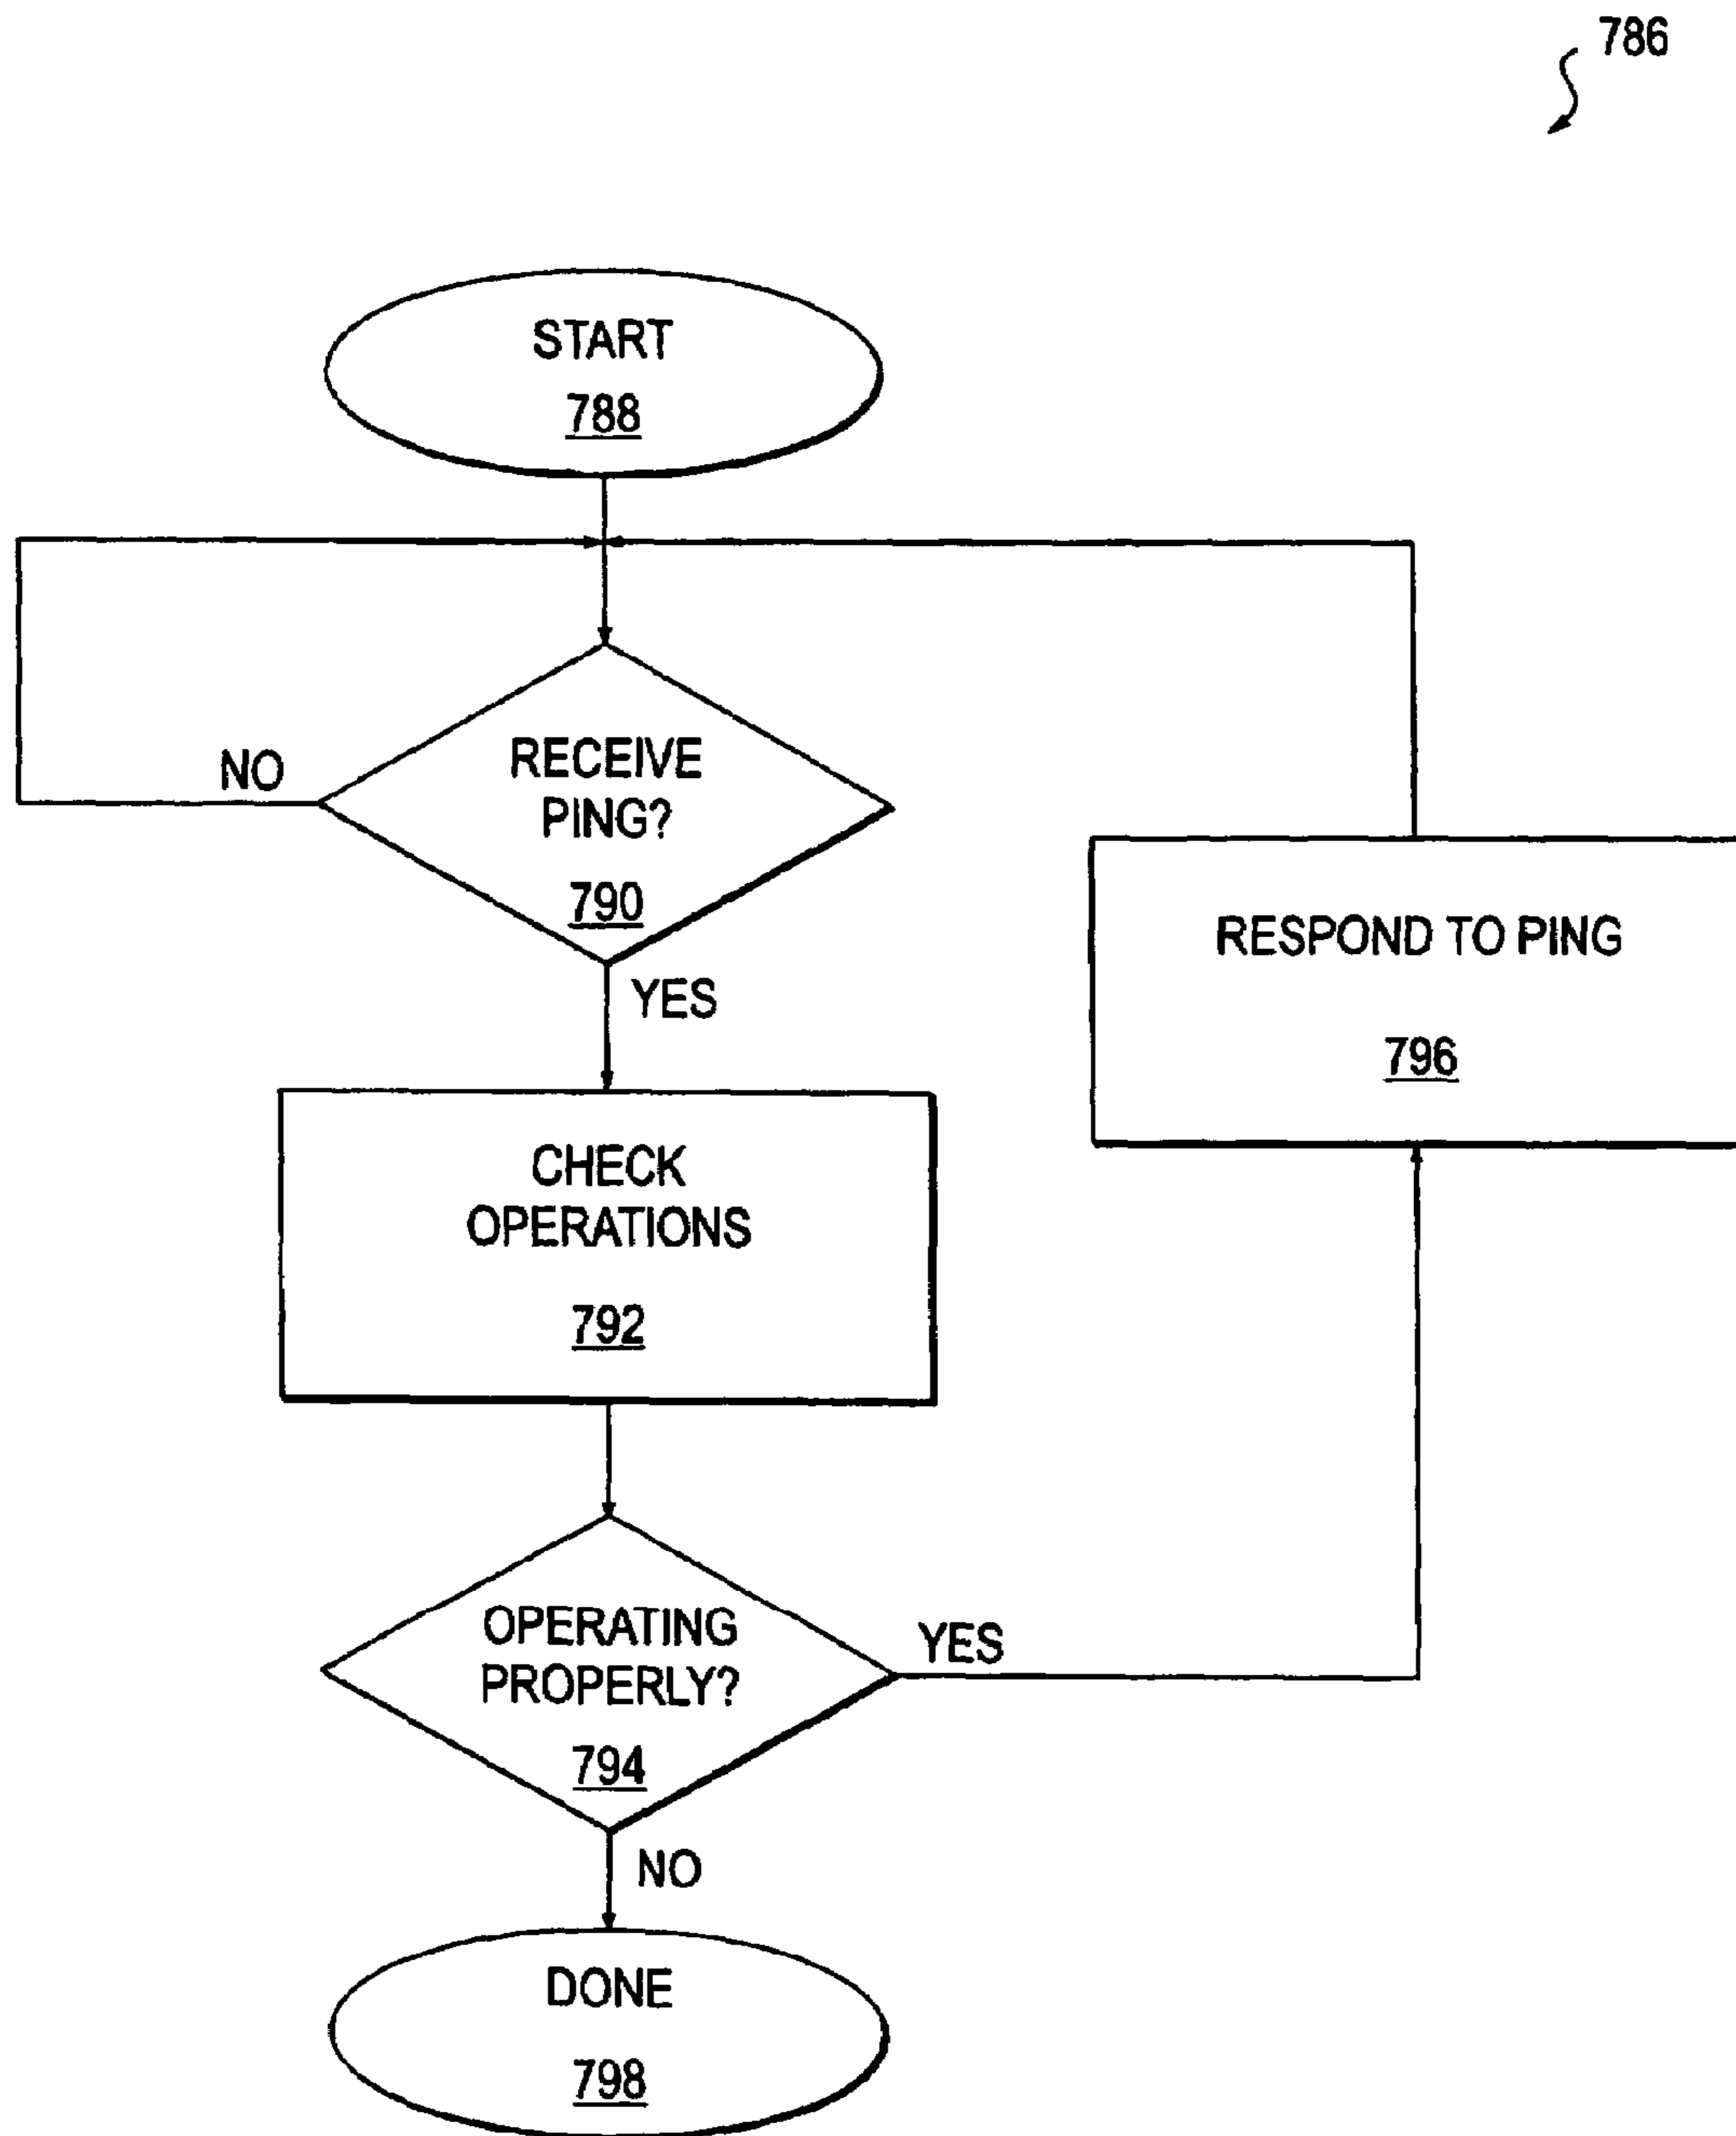 786
START
788
NO
RECEIVE
PING?
790
YES
RESPOND TO PING
796
CHECK
OPERATIONS
792
OPERATING
PROPERLY?
794
YES
NO
DONE
798